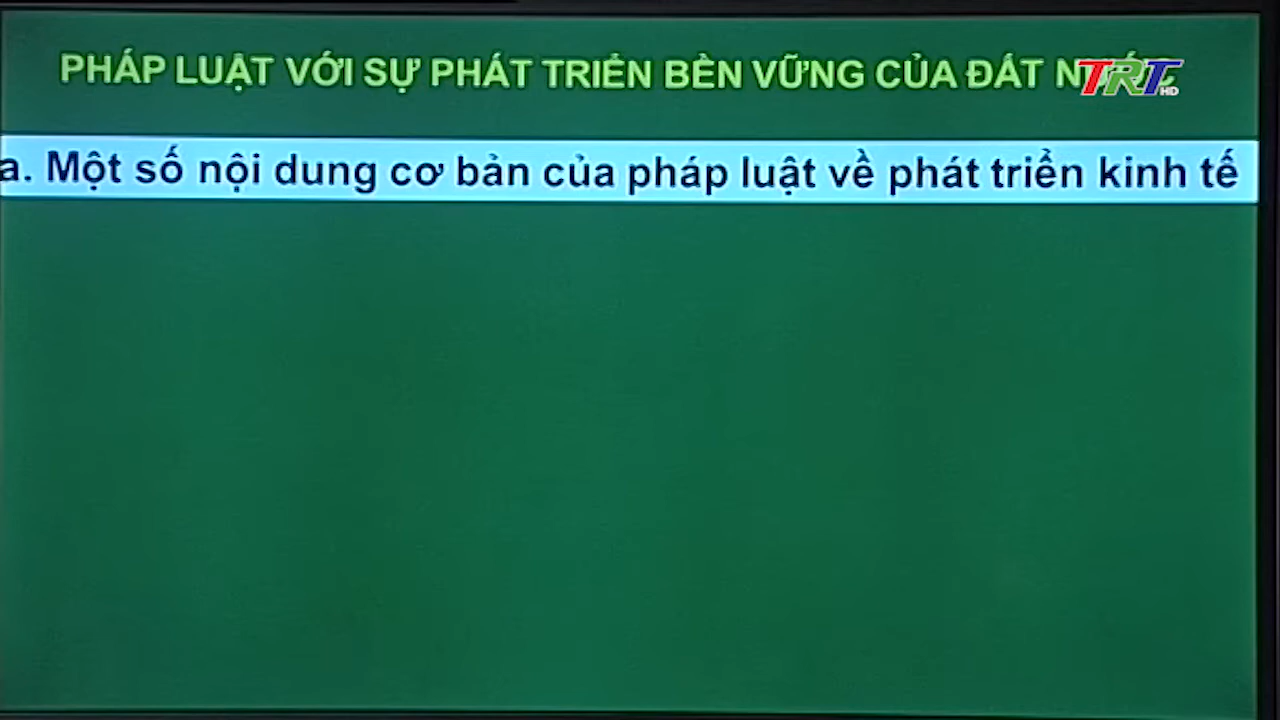 PHÁP LUẬT VỚI SỰ PHÁT TRIỂN BỀN VỮNG CỦA ĐẤT
TRT HD
a. Một số nội dung cơ bản của pháp luật về phát triển kinh tế